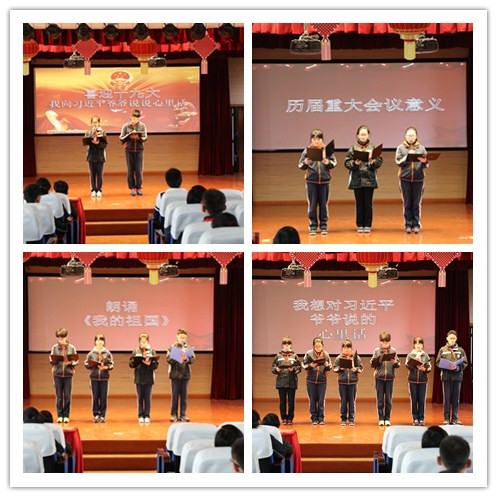 喜迎十九大
我向习近平爷爷说说心里话
历届重大会议意义
朗诵
《我的祖国》
我想对习近平
爷爷说的
心里话